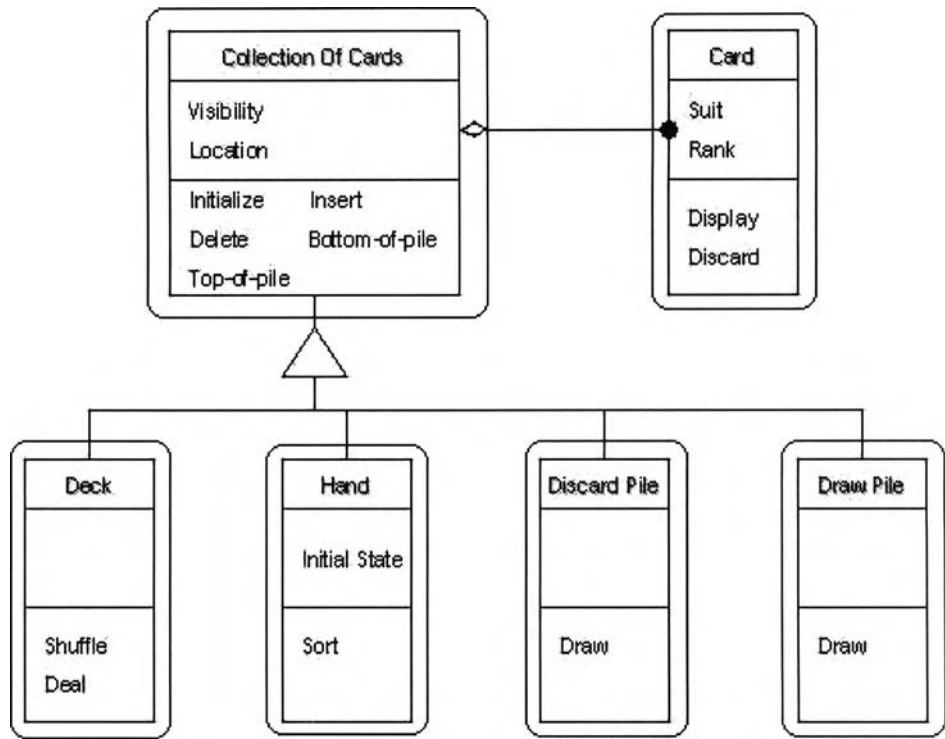 Collection Of Cards
Visibility
Location
Initialize Insert
Delete Bottom-of-pile
Top-of-pile
Card
Suit
Rank
Display
Discard
Deck
Shuffle
Deal
Hand
Initial State
Sort
Discard Pile
Draw
Draw Pile
Draw